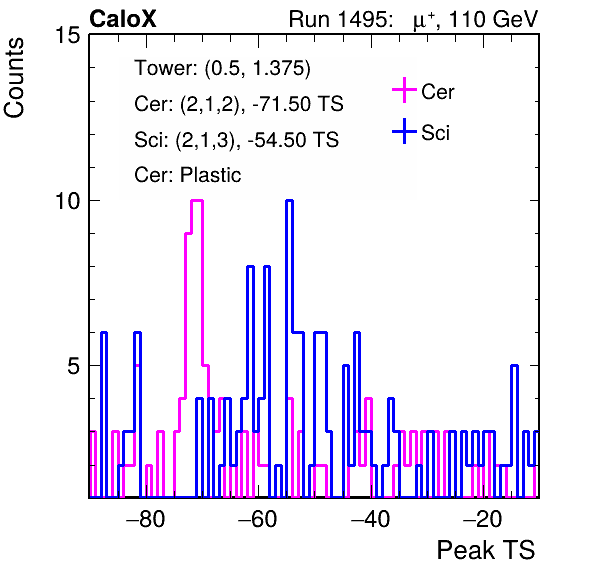 CaloX Run 1495: μ⁺, 110 GeV
Counts
15
10
5
Tower: (0.5, 1.375)
Cer: (2,1,2), -71.50 TS
Sci: (2,1,3), -54.50 TS
Cer: Plastic
Cer
Sci
−80 −60 −40 −20
Peak TS